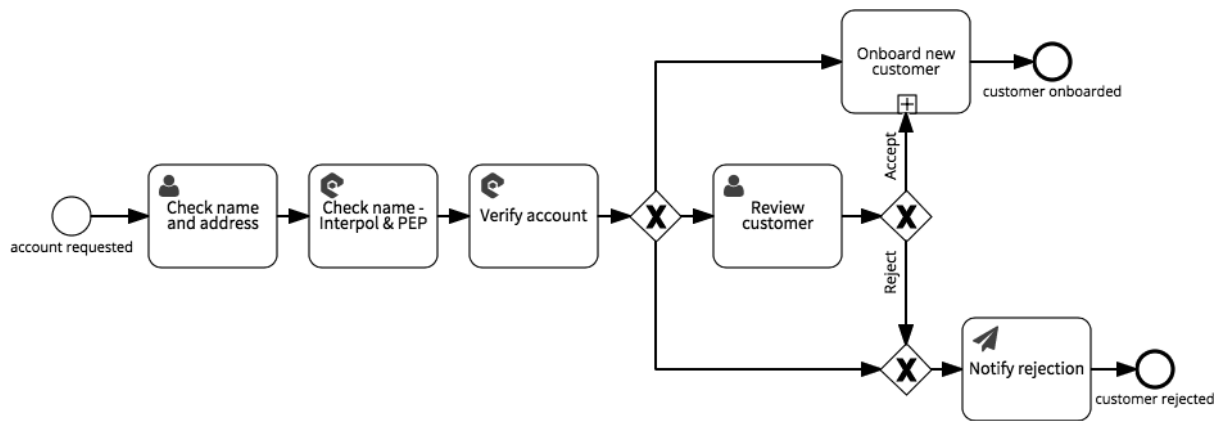 account requested
Check name
and address
Check name -
Interpol & PEP
Verify account
Review
customer
Accept
Reject
Onboard new
customer
customer onboarded
Notify rejection
customer rejected